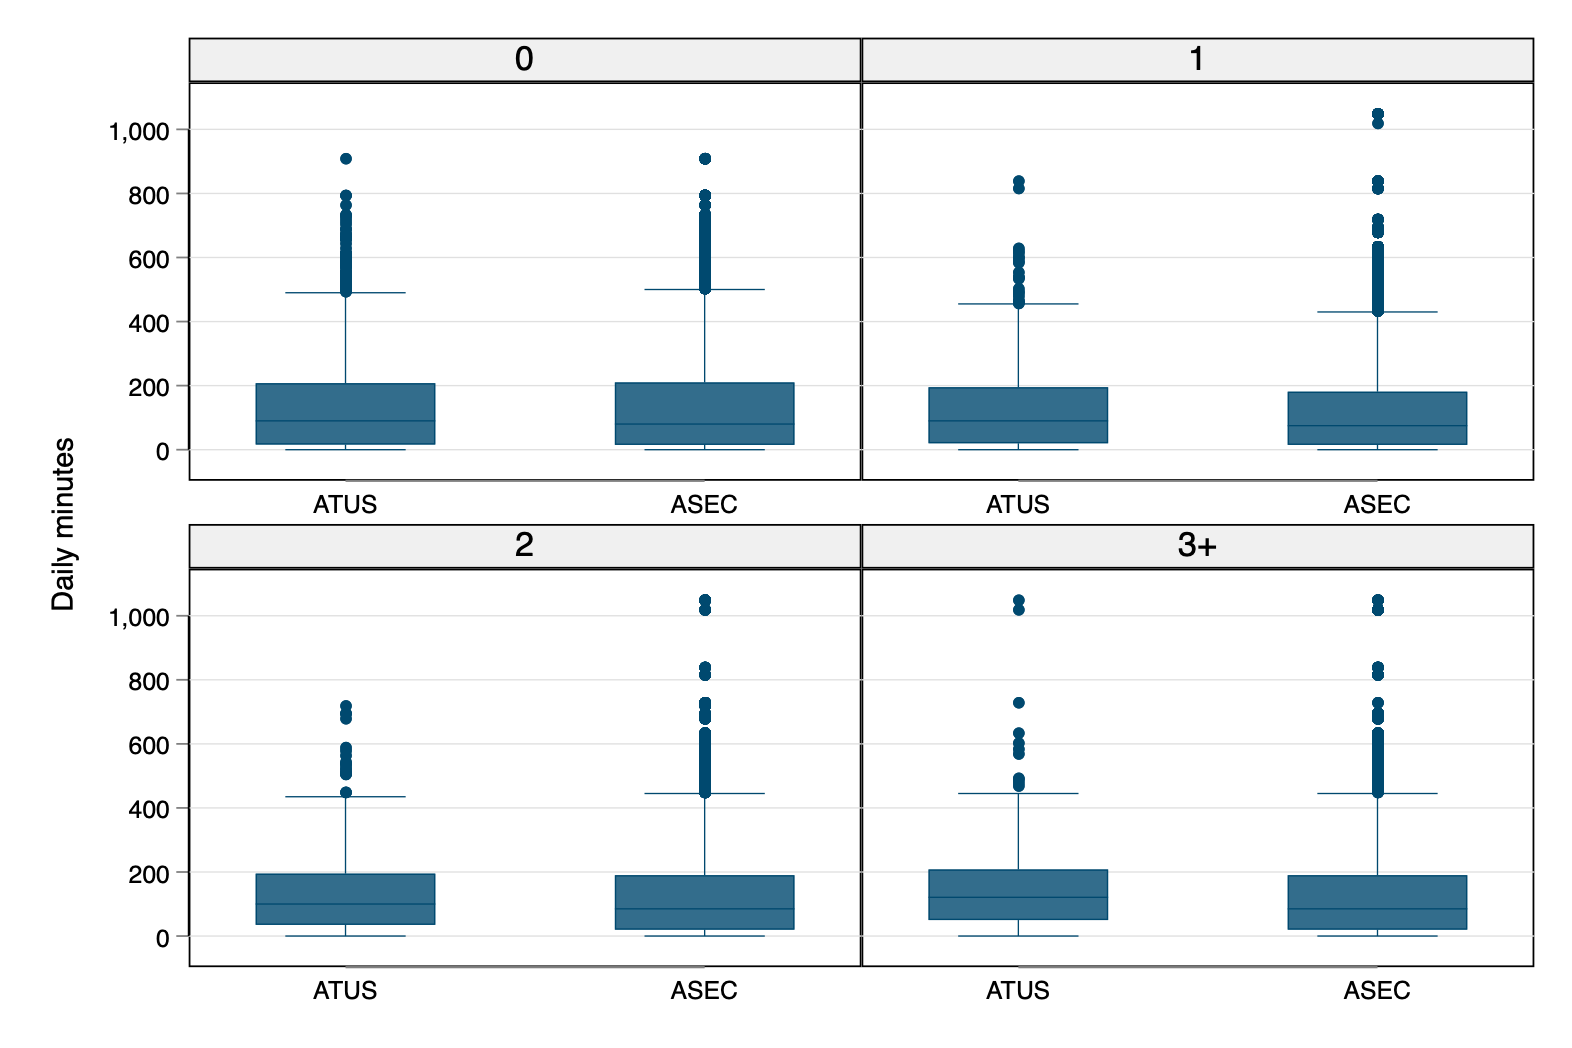 0
1
1,000
800
600
400
200
0
ATUS
ASEC
ATUS
ASEC
Daily minutes
2
3+
1,000
800
600
400
200
0
ATUS
ASEC
ATUS
ASEC